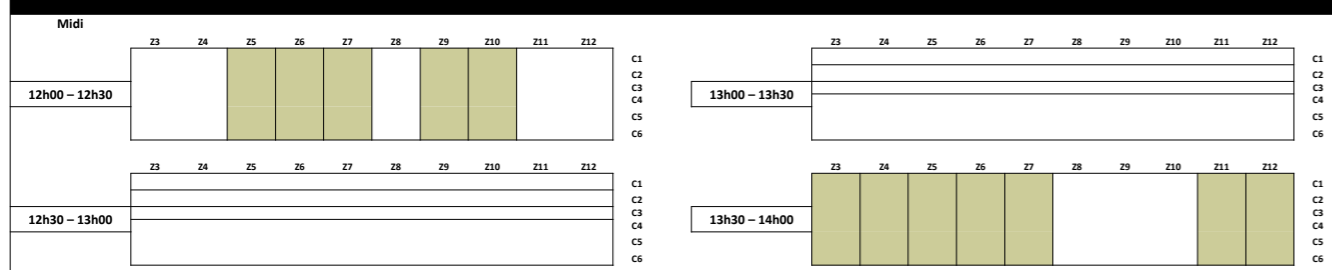 Midi
Z3 Z4 Z5 Z6 Z7 Z8 Z9 Z10 Z11 Z12
C1
C2
12h00 – 12h30
C3
C4
C5
C6
Z3 Z4 Z5 Z6 Z7 Z8 Z9 Z10 Z11 Z12
C1
C2
13h00 – 13h30
C3
C4
C5
C6
Z3 Z4 Z5 Z6 Z7 Z8 Z9 Z10 Z11 Z12
C1
C2
12h30 – 13h00
C3
C4
C5
C6
Z3 Z4 Z5 Z6 Z7 Z8 Z9 Z10 Z11 Z12
C1
C2
13h30 – 14h00
C3
C4
C5
C6